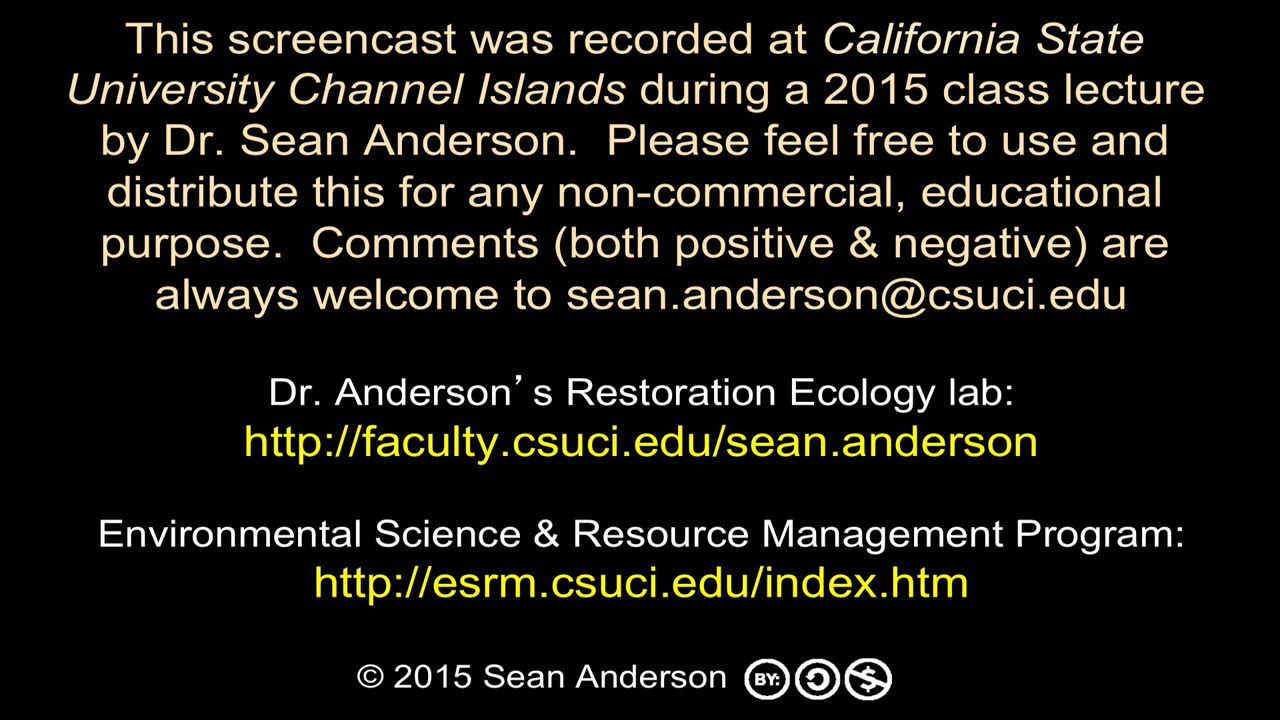 This screencast was recorded at California State
University Channel Islands during a 2015 class lecture
by Dr. Sean Anderson.  Please feel free to use and
distribute this for any non-commercial, educational
purpose.  Comments (both positive & negative) are
always welcome to sean.anderson@csuci.edu
Dr. Anderson’s Restoration Ecology lab:
http://faculty.csuci.edu/sean.anderson
Environmental Science & Resource Management Program:
http://esrm.csuci.edu/index.htm
© 2015 Sean Anderson BY: $